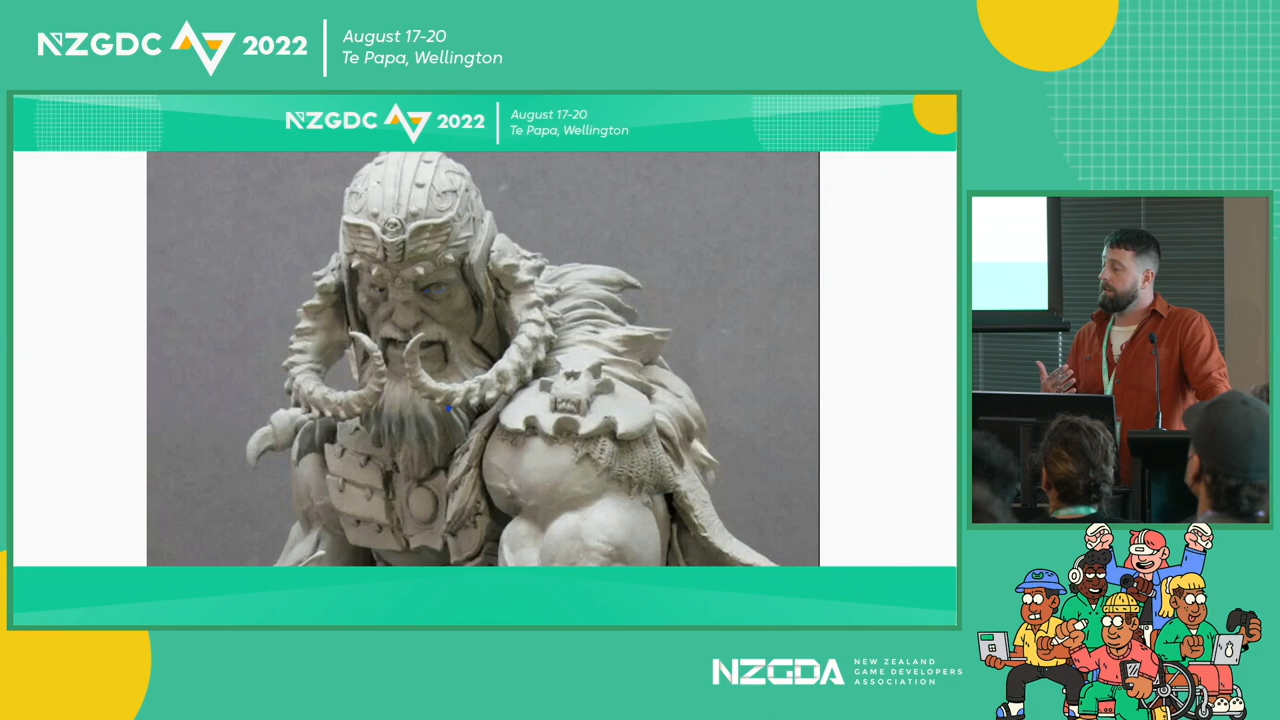 NZGDC 2022
August 17-20
Te Papa, Wellington
NZGDC 2022
August 17-20
Te Papa, Wellington
NZGDA
NEW ZEALAND
GAME DEVELOPERS
ASSOCIATION